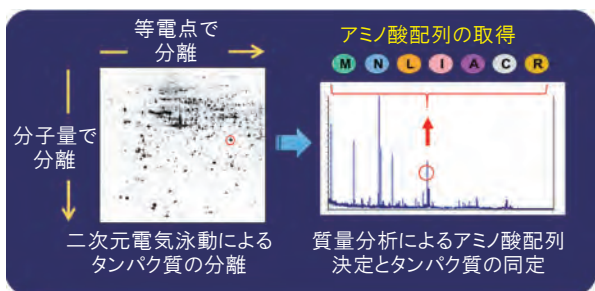 等電点で
分離
分子量で
分離
二次元電気泳動による
タンパク質の分離
アミノ酸配列の取得
M N L I A C R
質量分析によるアミノ酸配列
決定とタンパク質の同定